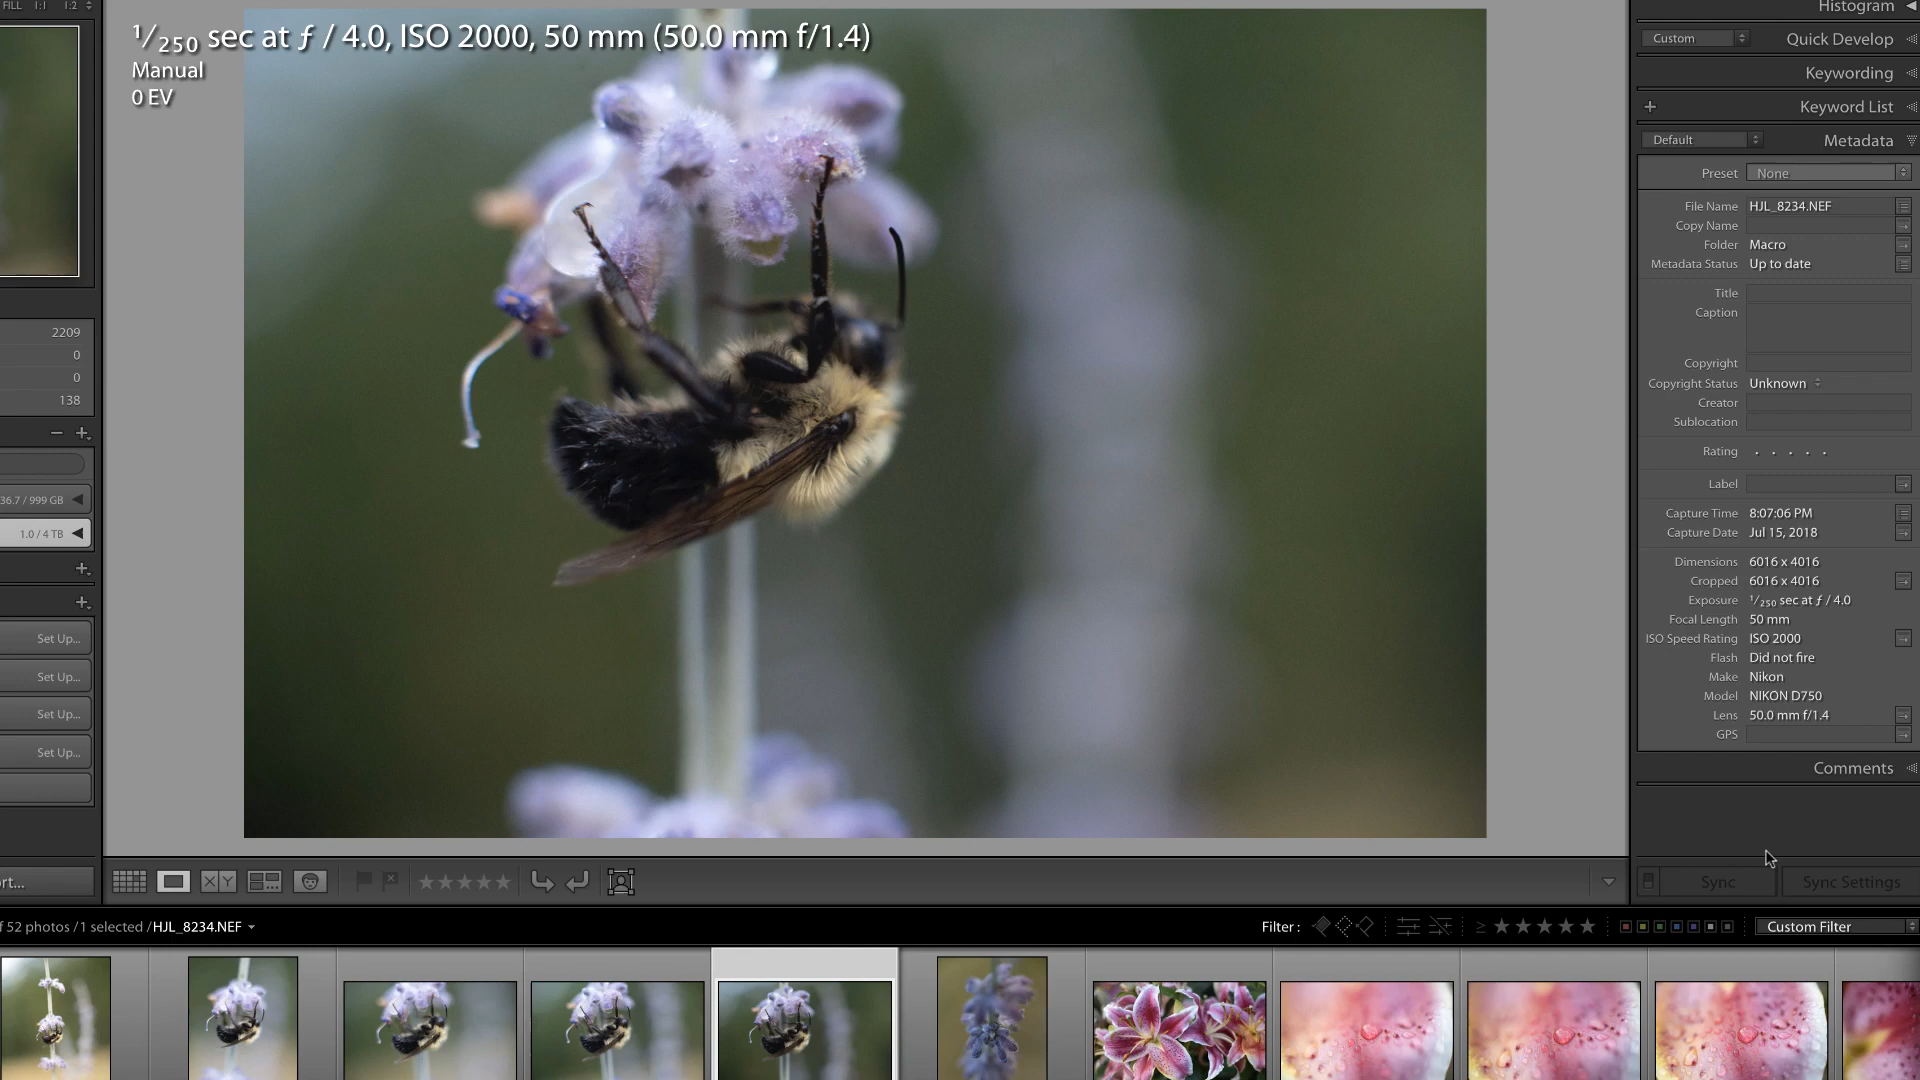 FILL 1:1 1:2
¹⁄₂₅₀ sec at ƒ / 4.0, ISO 2000, 50 mm (50.0 mm f/1.4)
Manual
0 EV
2209
0
0
138
36.7 / 999 GB
1.0 / 4 TB
Set Up...
Set Up...
Set Up...
Set Up...
rt...
Histogram
Custom Quick Develop
Keywording
+ Keyword List
Default Metadata
Preset None
File Name HJL_8234.NEF
Copy Name
Folder Macro
Metadata Status Up to date
Title
Caption
Copyright
Copyright Status Unknown
Creator
Sublocation
Rating . . . . .
Label
Capture Time 8:07:06 PM
Capture Date Jul 15, 2018
Dimensions 6016 x 4016
Cropped 6016 x 4016
Exposure ¹⁄₂₅₀ sec at ƒ / 4.0
Focal Length 50 mm
ISO Speed Rating ISO 2000
Flash Did not fire
Make Nikon
Model NIKON D750
Lens 50.0 mm f/1.4
GPS
Comments
X Y
Sync Sync Settings
f 52 photos / 1 selected / HJL_8234.NEF
Filter : ≥ Custom Filter